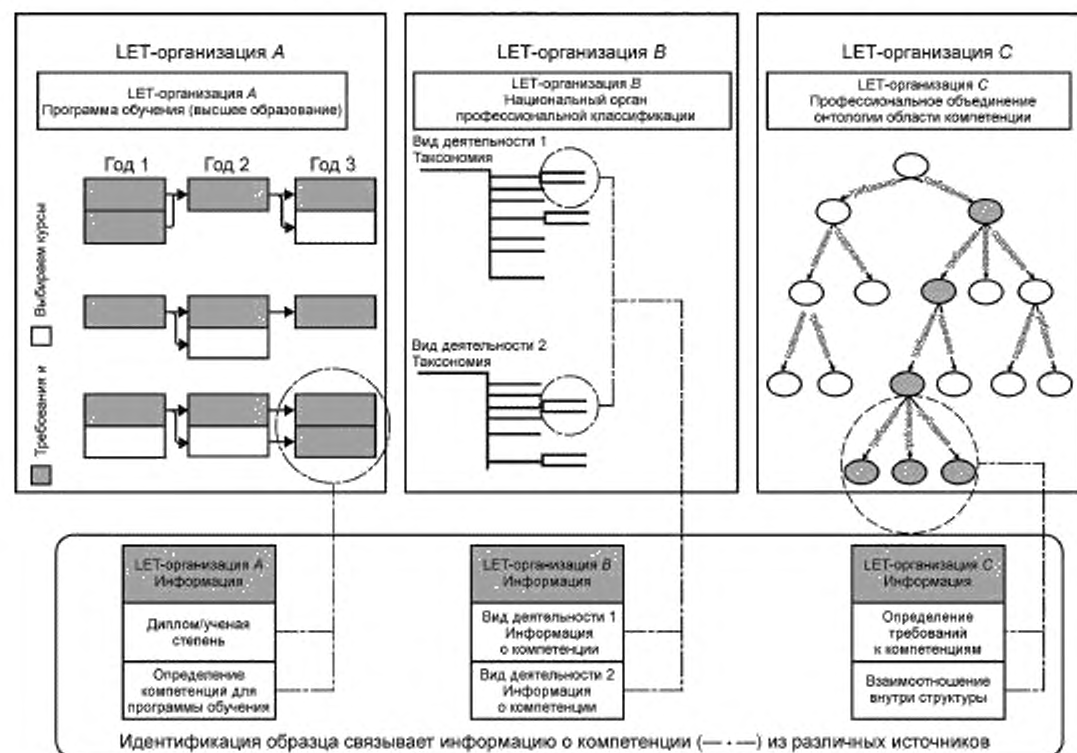 LET-организация A
LET-организация A
Программа обучения (высшее образование)
Год 1
Год 2
Год 3
Выбираем курсы
Требования и
LET-организация B
LET-организация B
Национальный орган
профессиональной классификации
Вид деятельности 1
Таксономия
Вид деятельности 2
Таксономия
LET-организация C
LET-организация C
Профессиональное объединение
онтологии области компетенции
LET-организация A
Информация
Диплом/ученая
степень
Определение
компетенций для
программы обучения
LET-организация B
Информация
Вид деятельности 1
Информация
о компетенции
Вид деятельности 2
Информация
о компетенции
LET-организация C
Информация
Определение
требований
к компетенциям
Взаимоотношение
внутри структуры
Идентификация образца связывает информацию о компетенции (— · —) из различных источников